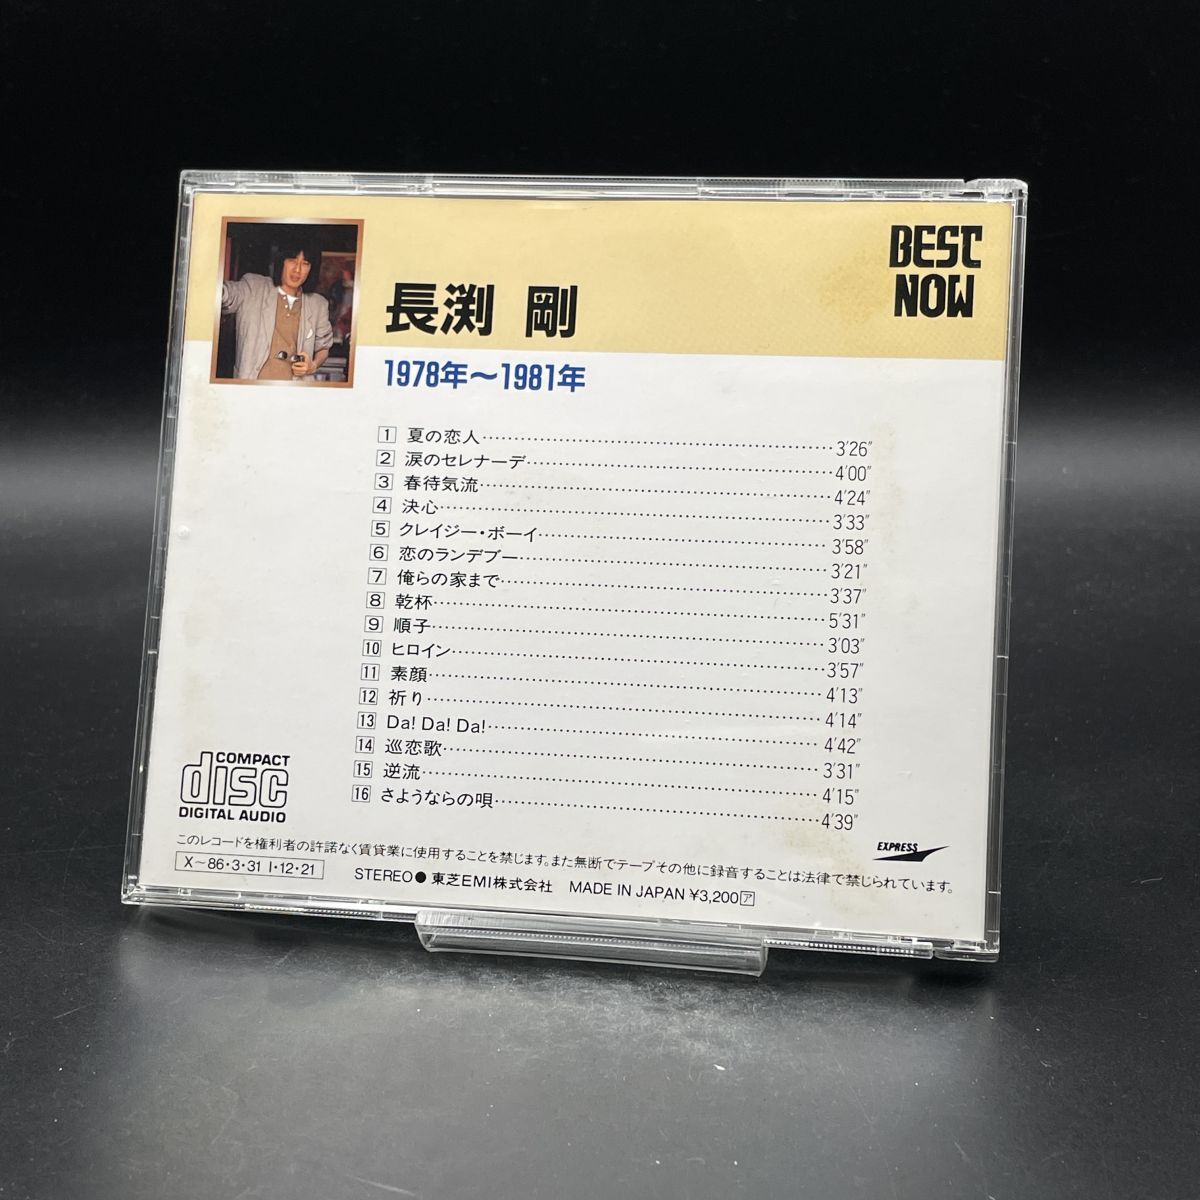 BEST
NOW
長渕 剛
1978年～1981年
1 夏の恋人 3'26"
2 涙のセレナーデ 4'00"
3 春待気流 4'24"
4 決心 3'33"
5 クレイジー・ボーイ 3'58"
6 恋のランデブー 3'21"
7 俺らの家まで 3'37"
8 乾杯 5'31"
9 順子 3'03"
10 ヒロイン 3'57"
11 素顔 4'13"
12 祈り 4'14"
13 Da! Da! Da! 4'42"
14 巡恋歌 3'31"
15 逆流 4'15"
16 さようならの唄 4'39"
COMPACT
disc
DIGITAL AUDIO
EXPRESS
このレコードを権利者の許諾なく賃貸業に使用することを禁じます。また無断でテープその他に録音することは法律で禁じられています。
X～86・3・31 I・12・21
STEREO● 東芝EMI株式会社 MADE IN JAPAN ¥3,200 ア